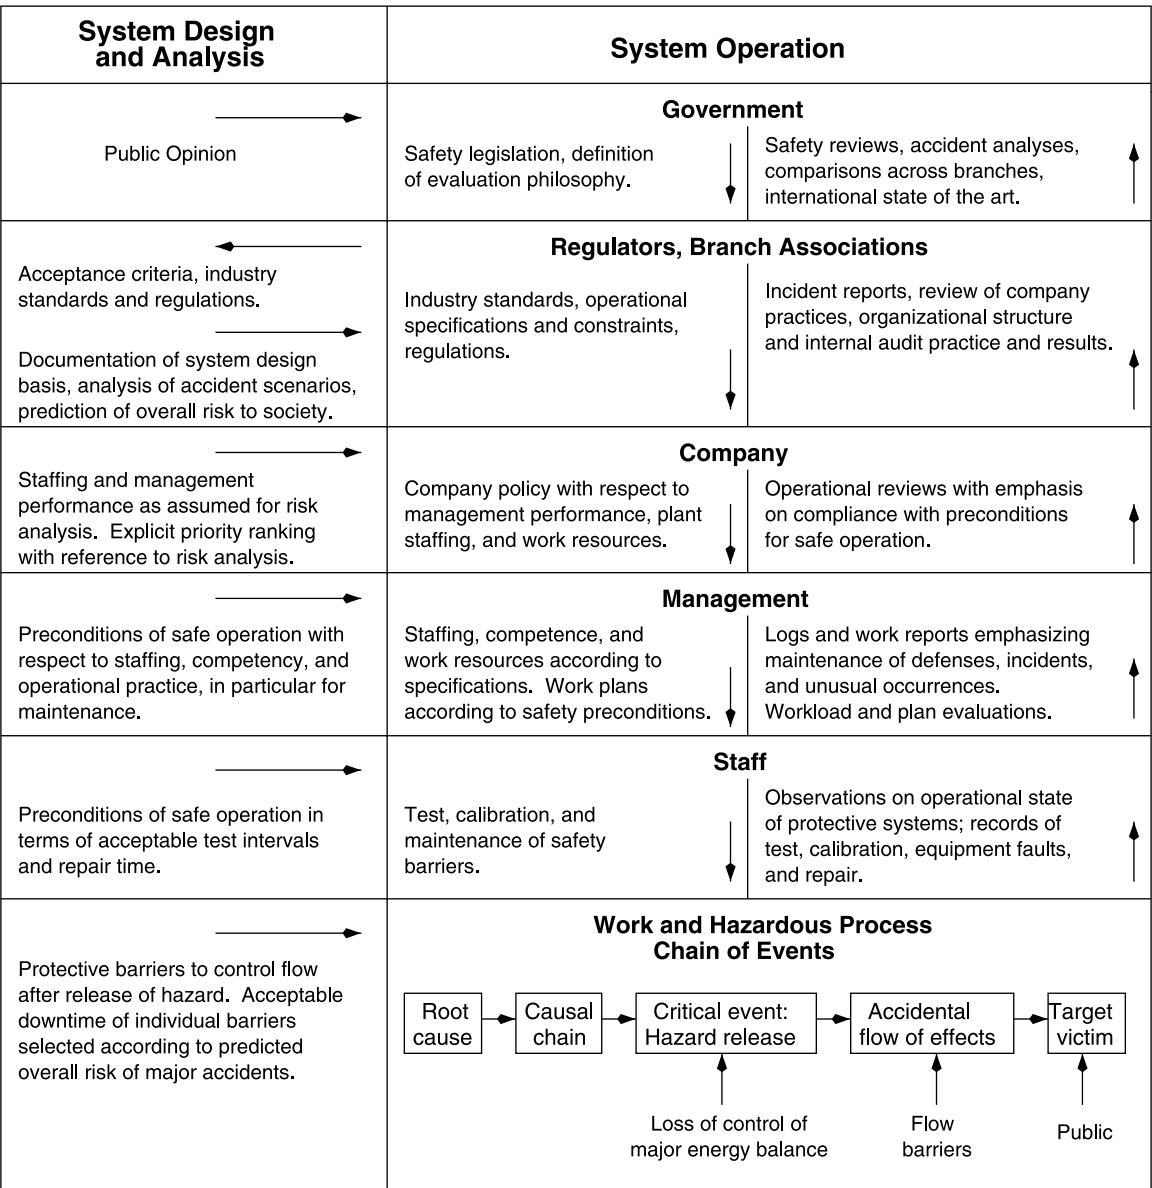 System Design
and Analysis
System Operation
Public Opinion
Government
Safety legislation, definition
of evaluation philosophy.
Safety reviews, accident analyses,
comparisons across branches,
international state of the art.
Acceptance criteria, industry
standards and regulations.
Documentation of system design
basis, analysis of accident scenarios,
prediction of overall risk to society.
Regulators, Branch Associations
Industry standards, operational
specifications and constraints,
regulations.
Incident reports, review of company
practices, organizational structure
and internal audit practice and results.
Staffing and management
performance as assumed for risk
analysis.  Explicit priority ranking
with reference to risk analysis.
Company
Company policy with respect to
management performance, plant
staffing, and work resources.
Operational reviews with emphasis
on compliance with preconditions
for safe operation.
Preconditions of safe operation with
respect to staffing, competency, and
operational practice, in particular for
maintenance.
Management
Staffing, competence, and
work resources according to
specifications.  Work plans
according to safety preconditions.
Logs and work reports emphasizing
maintenance of defenses, incidents,
and unusual occurrences.
Workload and plan evaluations.
Preconditions of safe operation in
terms of acceptable test intervals
and repair time.
Staff
Test, calibration, and
maintenance of safety
barriers.
Observations on operational state
of protective systems; records of
test, calibration, equipment faults,
and repair.
Protective barriers to control flow
after release of hazard.  Acceptable
downtime of individual barriers
selected according to predicted
overall risk of major accidents.
Work and Hazardous Process
Chain of Events
Root
cause
Causal
chain
Critical event:
Hazard release
Accidental
flow of effects
Target
victim
Loss of control of
major energy balance
Flow
barriers
Public